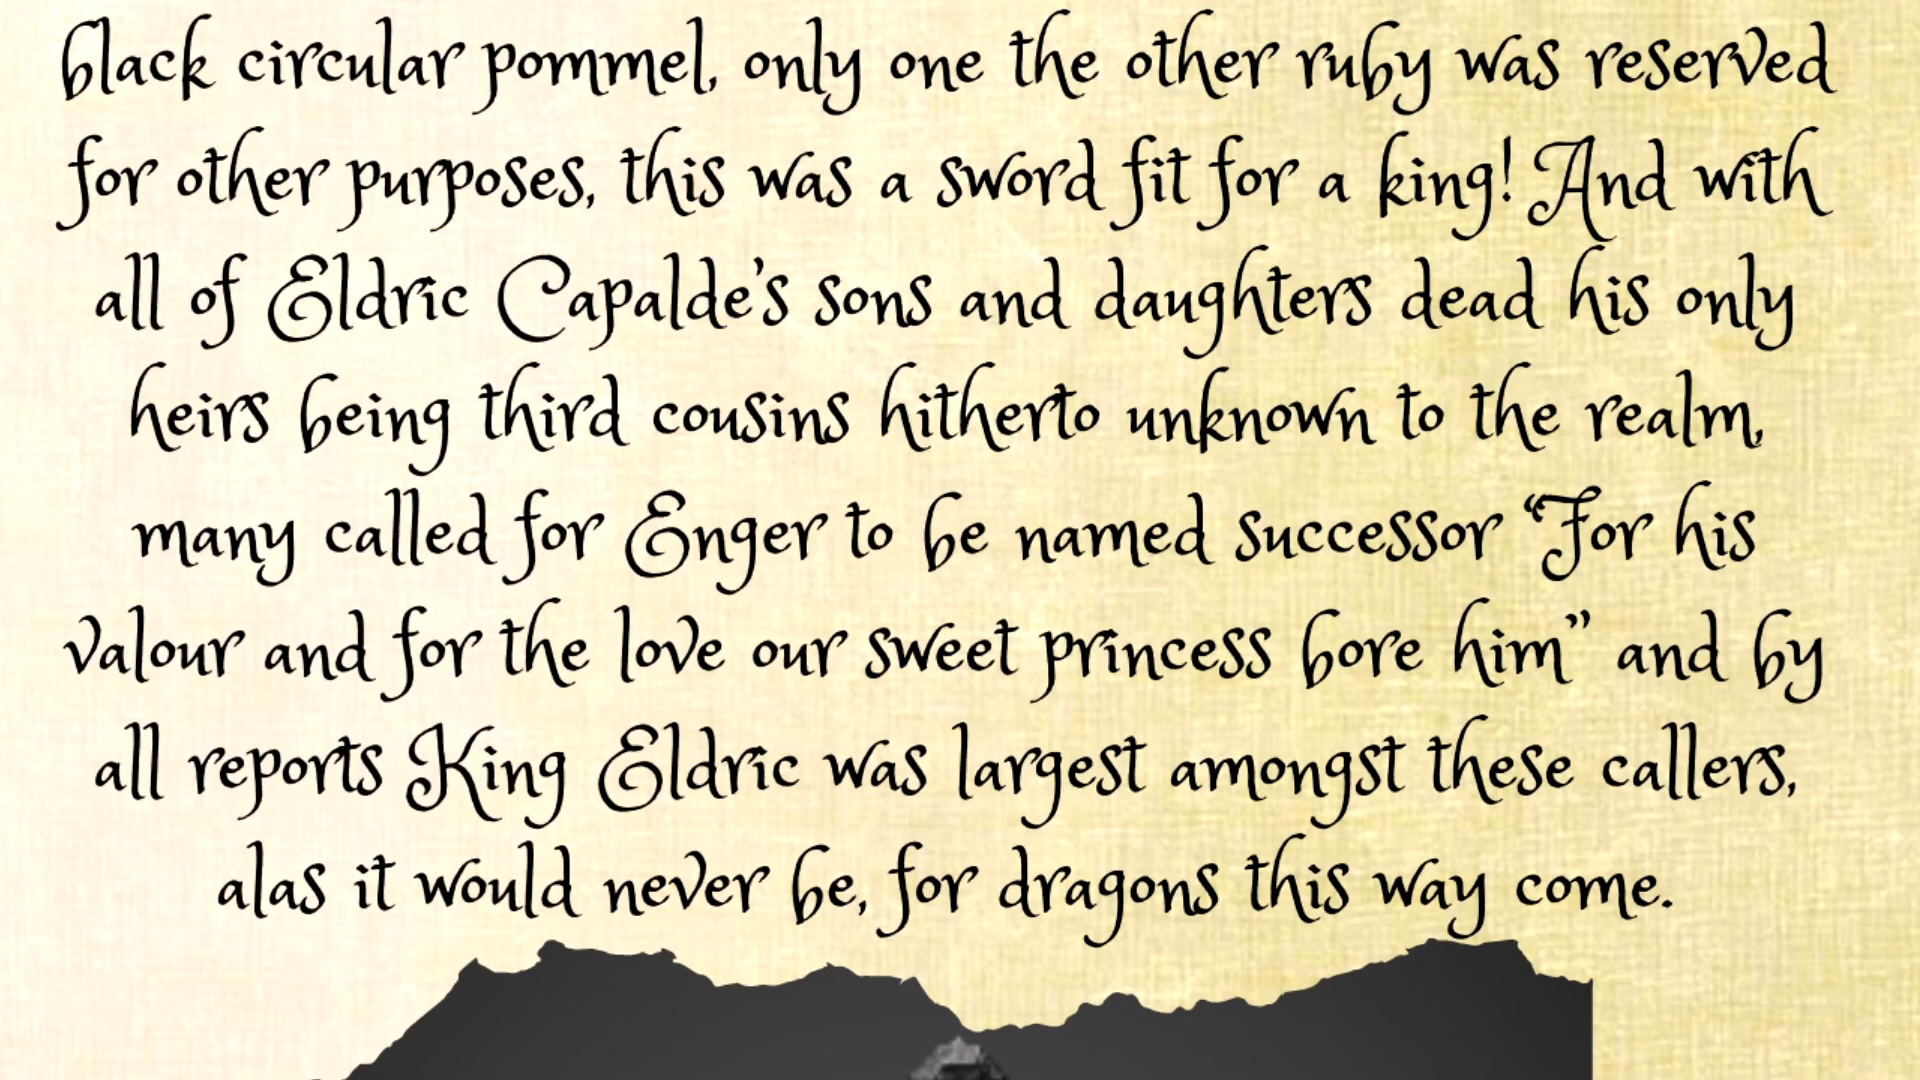 black circular pommel, only one the other ruby was reserved
for other purposes, this was a sword fit for a king! And with
all of Eldric Capalde's sons and daughters dead his only
heirs being third cousins hitherto unknown to the realm,
many called for Enger to be named successor “For his
valour and for the love our sweet princess bore him” and by
all reports King Eldric was largest amongst these callers,
alas it would never be, for dragons this way come.